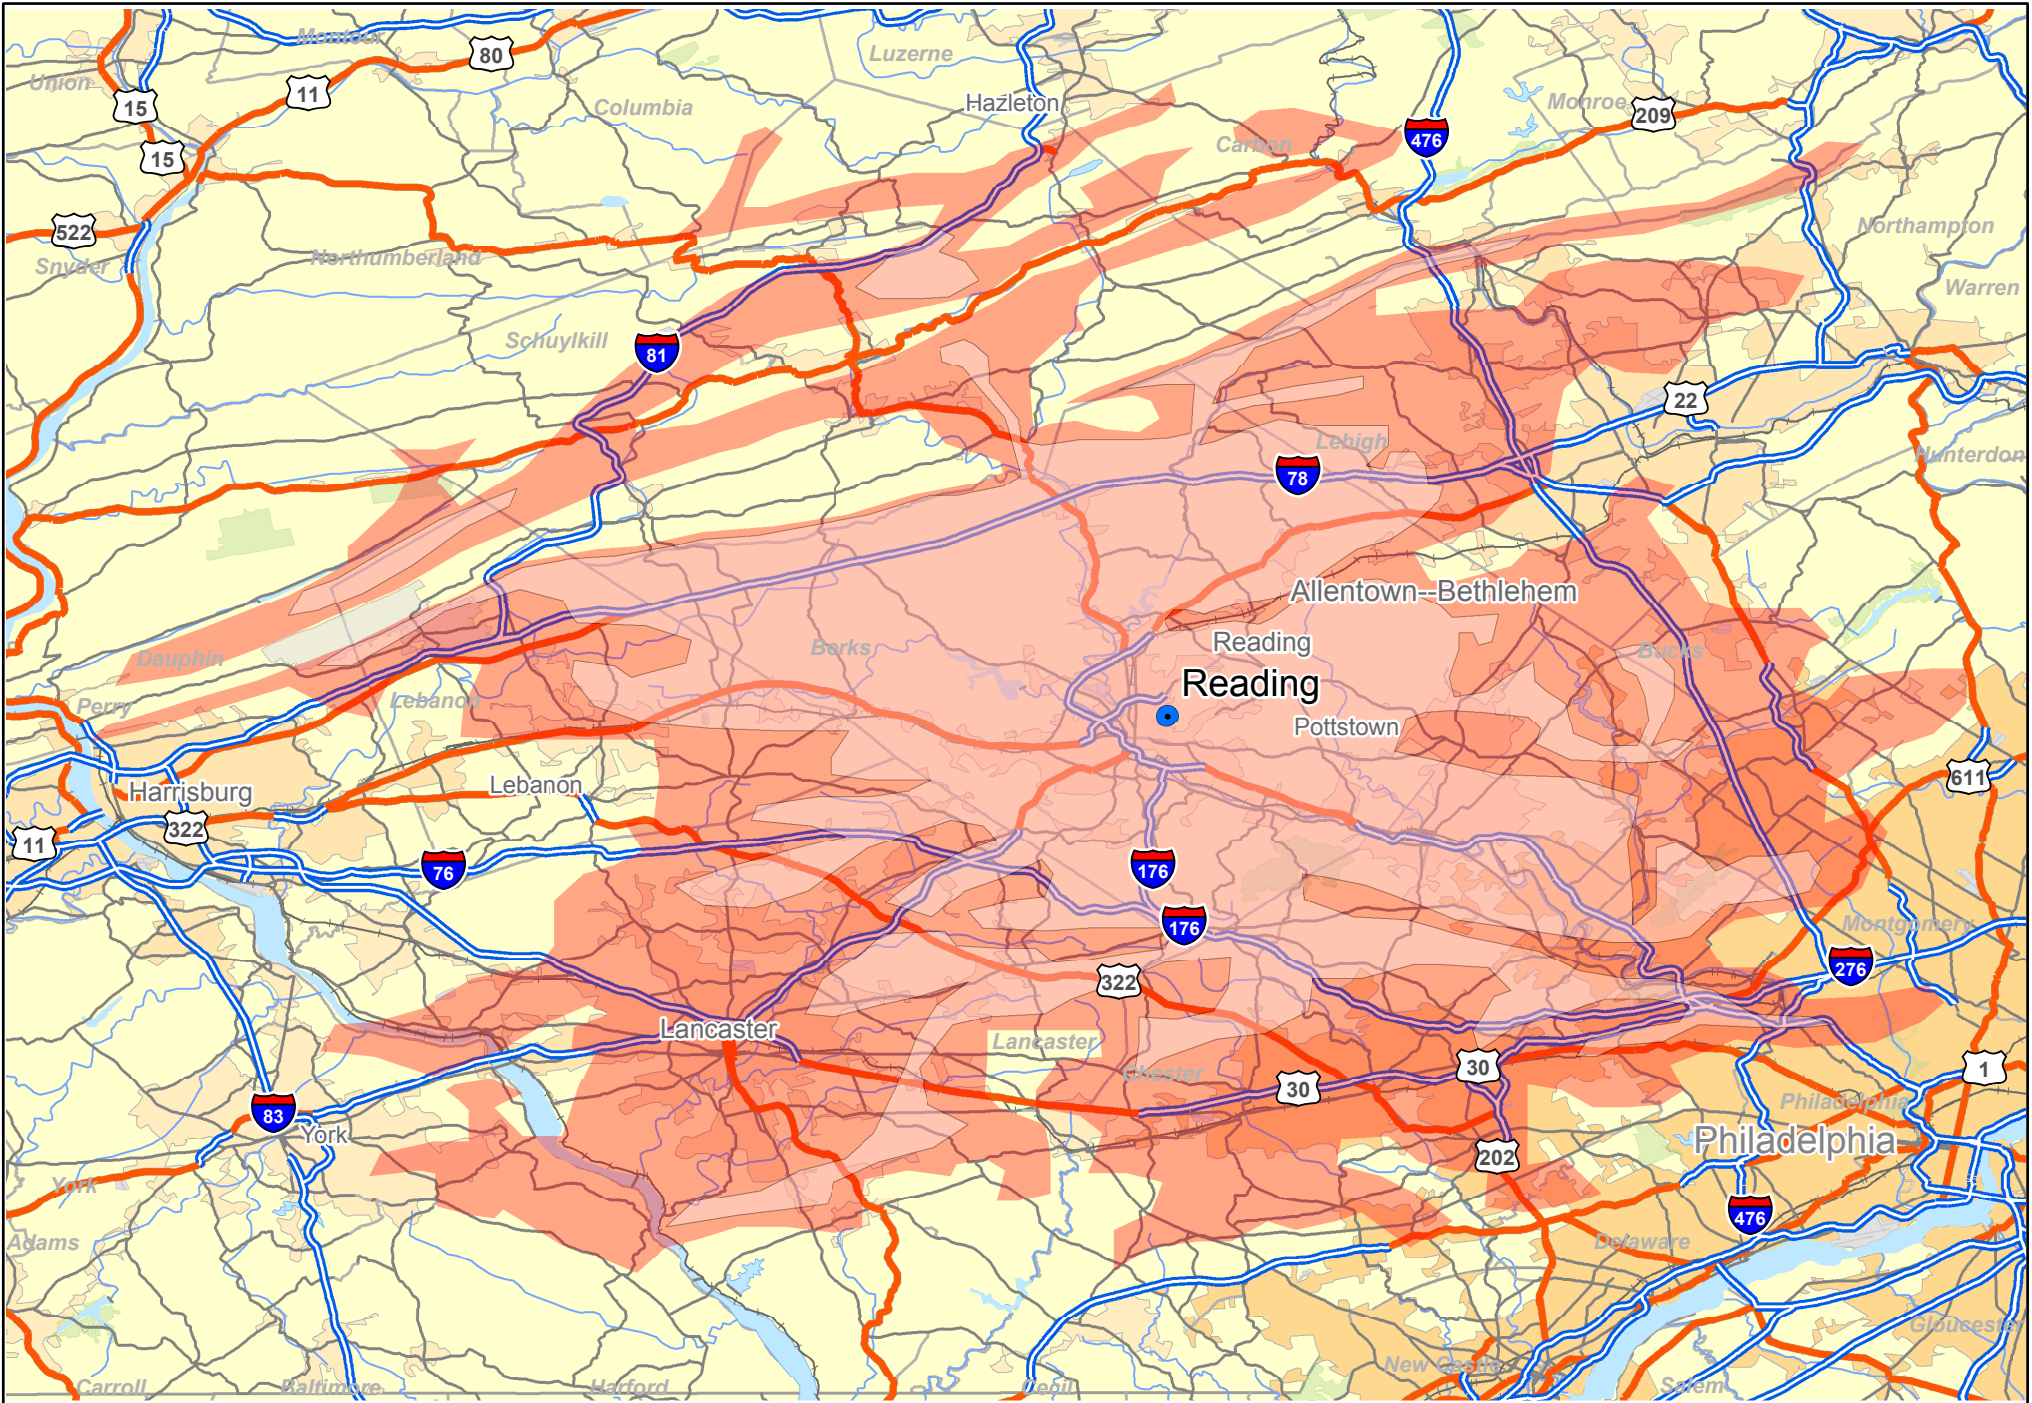 Montour
80
Luzerne
Union
11
Columbia
Hazleton
Monroe
15
209
476
15
Carbon
522
Northampton
Snyder
Northumberland
Warren
Schuylkill
81
22
Lehigh
Hunterdon
78
Allentown--Bethlehem
Reading
Berks
Bucks
Dauphin
Reading
Lebanon
Perry
Pottstown
611
Lebanon
Harrisburg
322
11
76
176
Montgomery
176
276
322
Lancaster
Lancaster
30
Chester
30
1
83
Philadelphia
York
Philadelphia
202
York
476
Adams
Delaware
Gloucester
New Castle
Carroll
Baltimore
Harford
Cecil
Salem